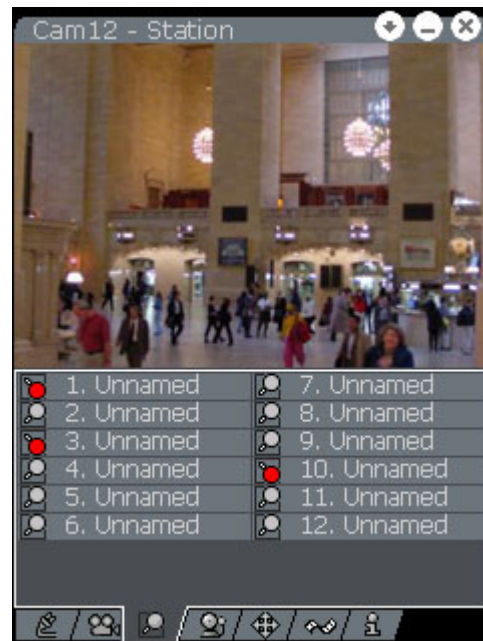 Cam12 - Station
1. Unnamed
2. Unnamed
3. Unnamed
4. Unnamed
5. Unnamed
6. Unnamed
7. Unnamed
8. Unnamed
9. Unnamed
10. Unnamed
11. Unnamed
12. Unnamed